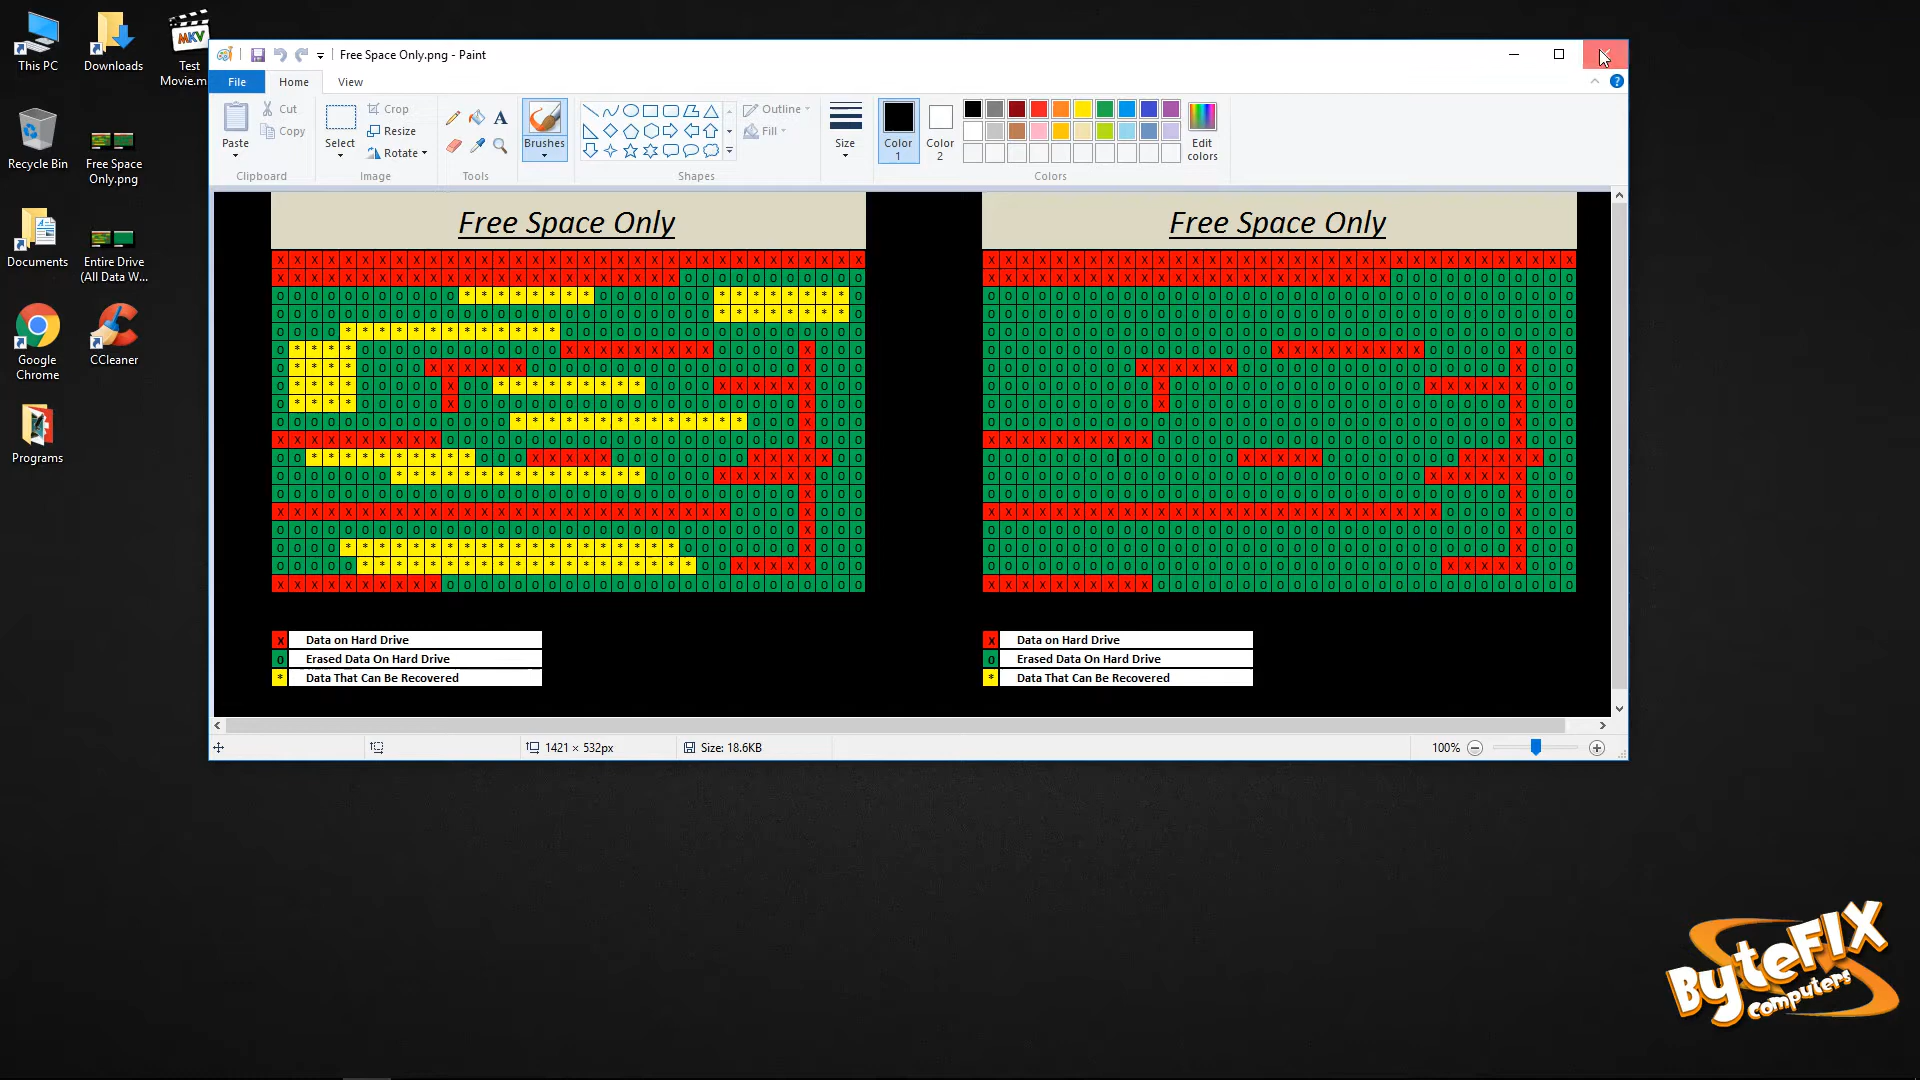 This PC
Downloads
Test
Movie.m
MKV
Recycle Bin
Free Space
Only.png
Documents
Entire Drive
(All Data W...
Google
Chrome
CCleaner
Programs
Free Space Only.png - Paint
File
Home
View
Paste
Cut
Copy
Clipboard
Select
Crop
Resize
Rotate
Image
A
Tools
Brushes
Shapes
Outline
Fill
Size
Color
1
Color
2
Edit
colors
Colors
Free Space Only
Free Space Only
X Data on Hard Drive
O Erased Data On Hard Drive
* Data That Can Be Recovered
X Data on Hard Drive
O Erased Data On Hard Drive
* Data That Can Be Recovered
1421 × 532px
Size: 18.6KB
100%
ByteFIX
Computers